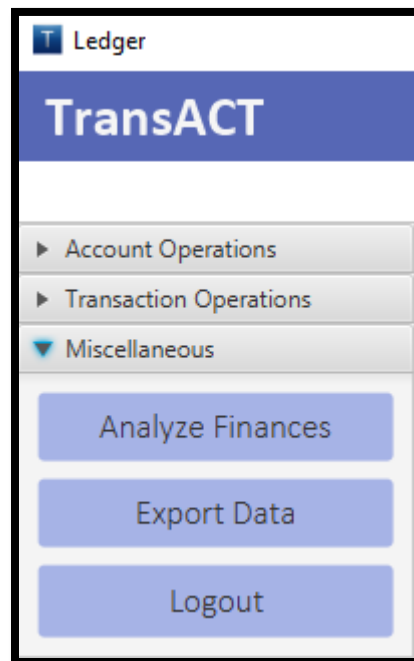 T Ledger
TransACT
Account Operations
Transaction Operations
Miscellaneous
Analyze Finances
Export Data
Logout